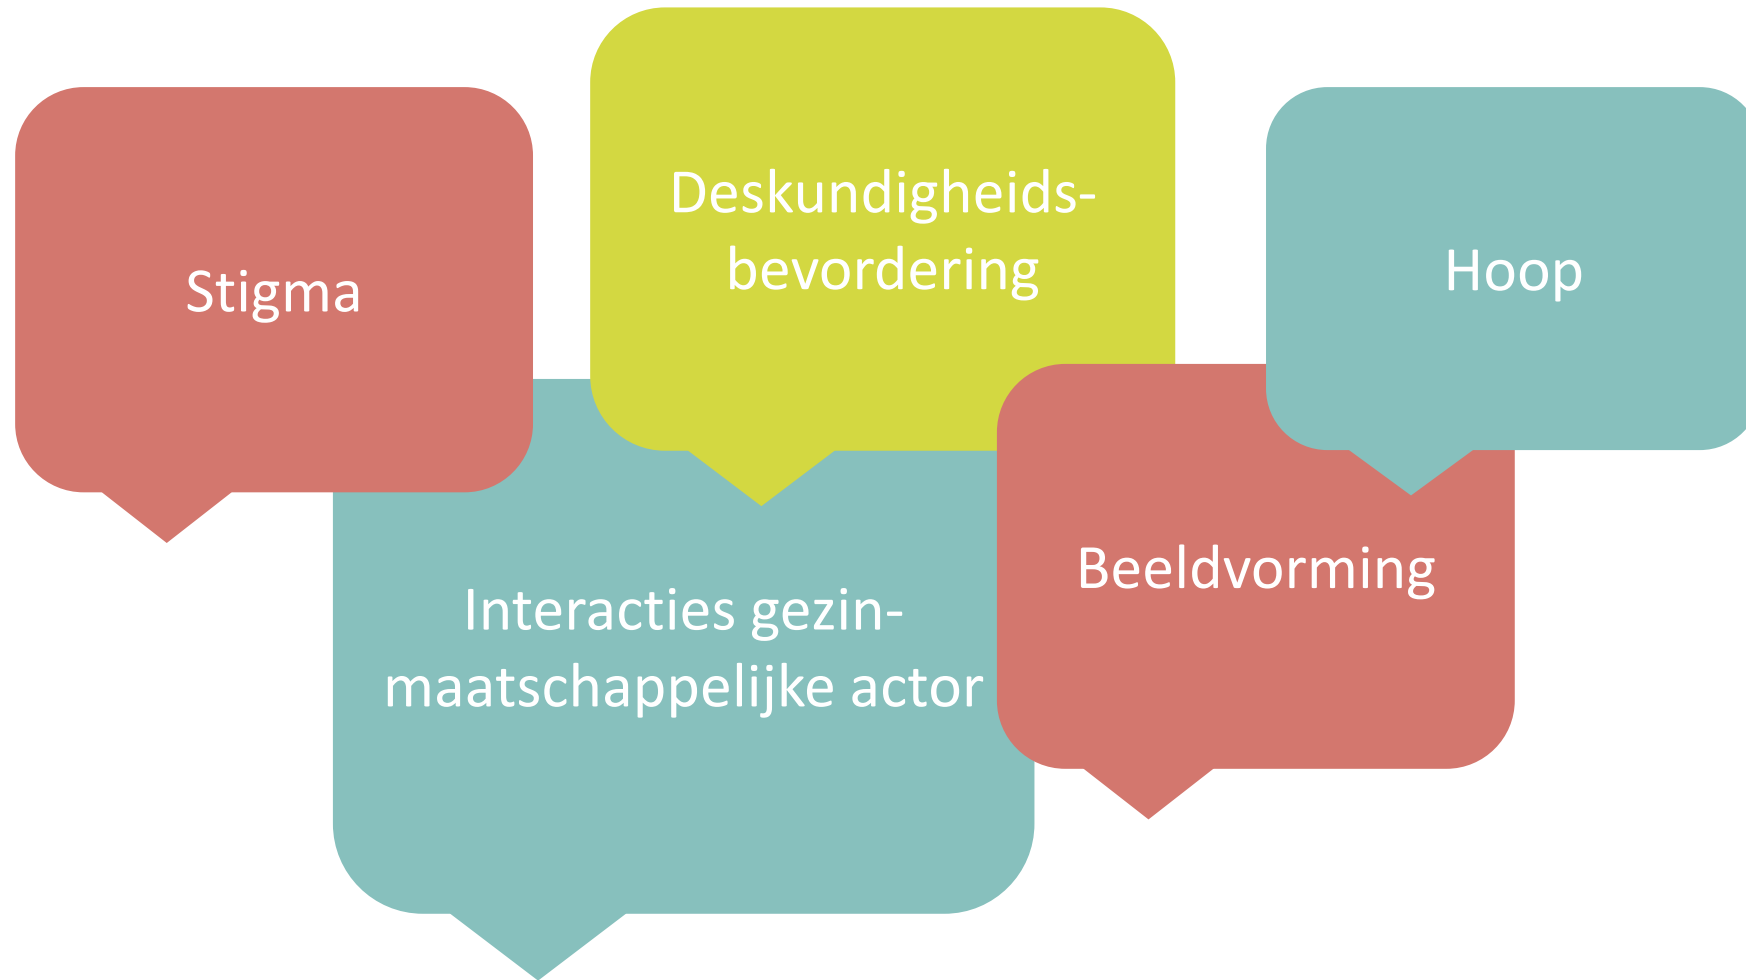 Stigma
Deskundigheids-
bevordering
Hoop
Interacties gezin-
maatschappelijke actor
Beeldvorming